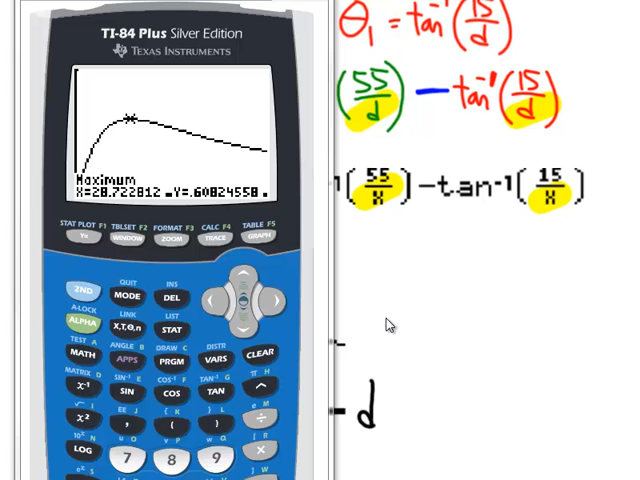 TI-84 Plus Silver Edition
TEXAS INSTRUMENTS
Maximum
X=28.722812 Y=.60824558
STAT PLOT F1 TBLSET F2 FORMAT F3 CALC F4 TABLE F5
Y= WINDOW ZOOM TRACE GRAPH
QUIT INS
2ND MODE DEL
A-LOCK LINK LIST
ALPHA X,T,Θ,n STAT
TEST A ANGLE B DRAW C DISTR
MATH APPS PRGM VARS CLEAR
MATRIX D SIN⁻¹ E COS⁻¹ F TAN⁻¹ G π H
X⁻¹ SIN COS TAN ^
√ I EE J { K } L e M
X² , ( ) ÷
10ˣ N u O v P w Q [ R
LOG 7 8 9 ×
θ₁ = tan⁻¹(15/d)
(55/d) − tan⁻¹(15/d)
¹(55/X)−tan⁻¹(15/X)
d